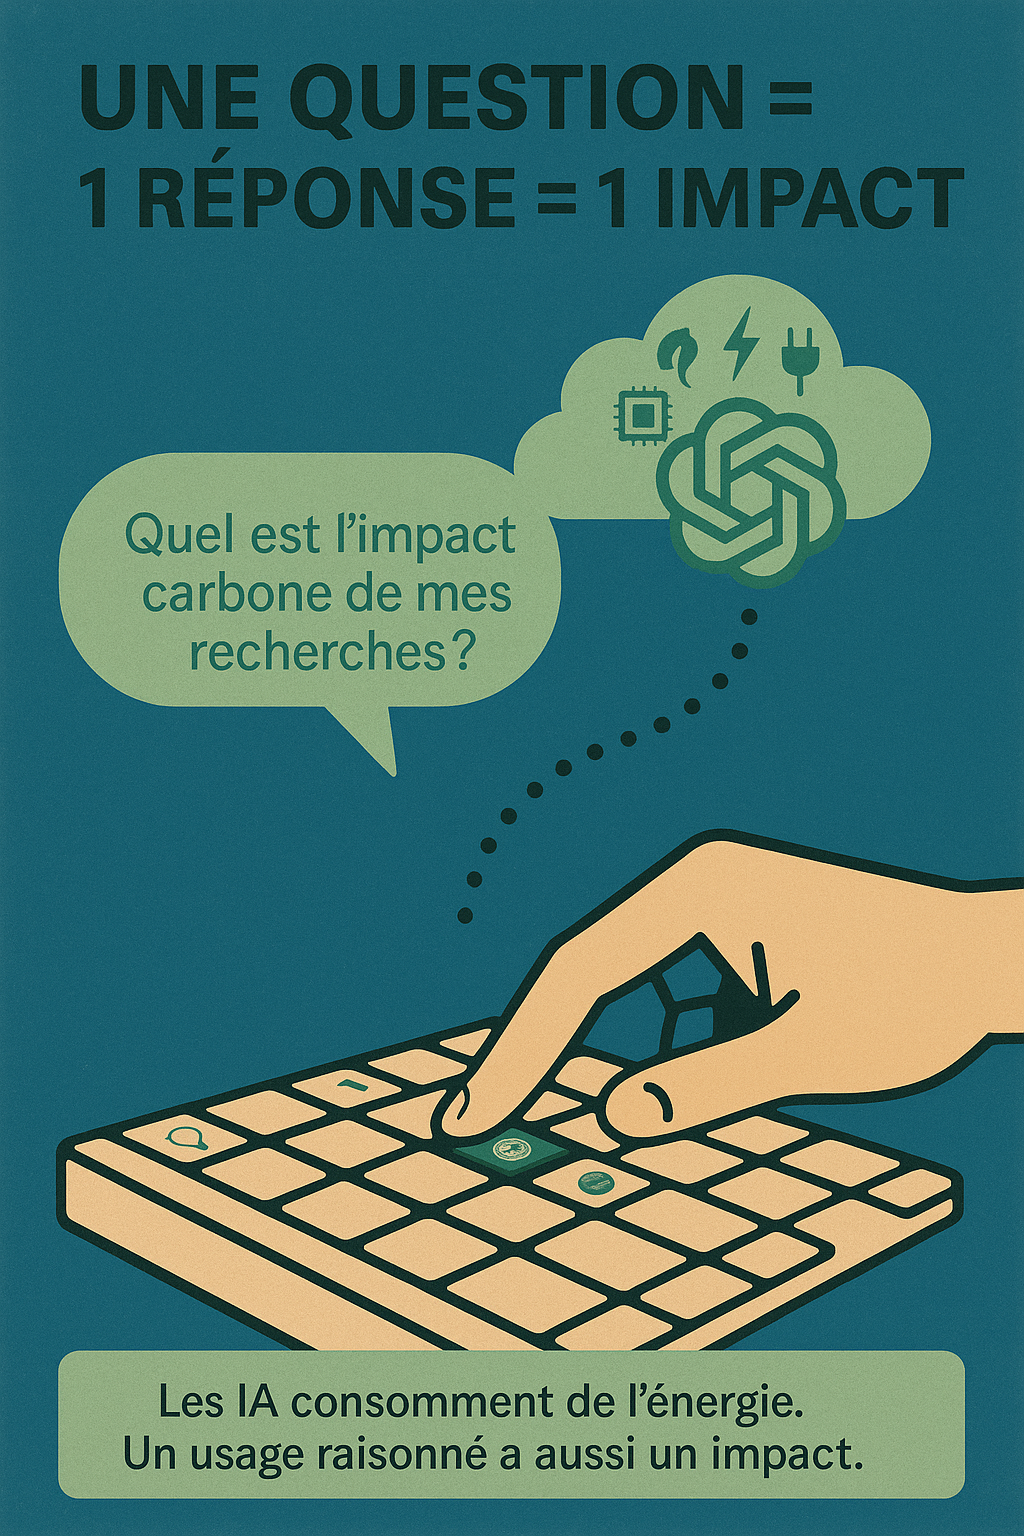 UNE QUESTION =
1 RÉPONSE = 1 IMPACT
Quel est l’impact
carbone de mes
recherches?
Les IA consomment de l’énergie.
Un usage raisonné a aussi un impact.